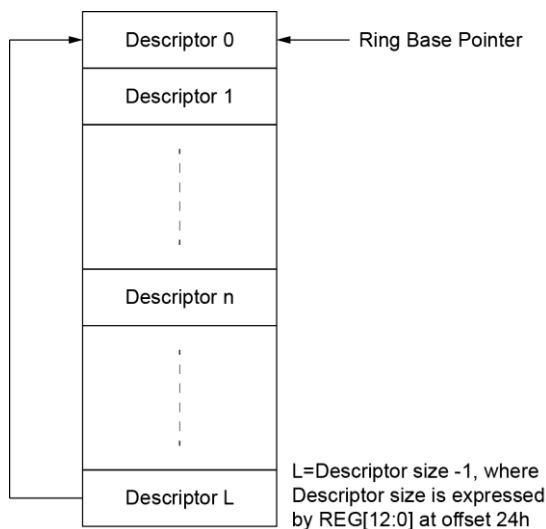 Descriptor 0
Ring Base Pointer
Descriptor 1
Descriptor n
Descriptor L
L=Descriptor size -1, where
Descriptor size is expressed
by REG[12:0] at offset 24h